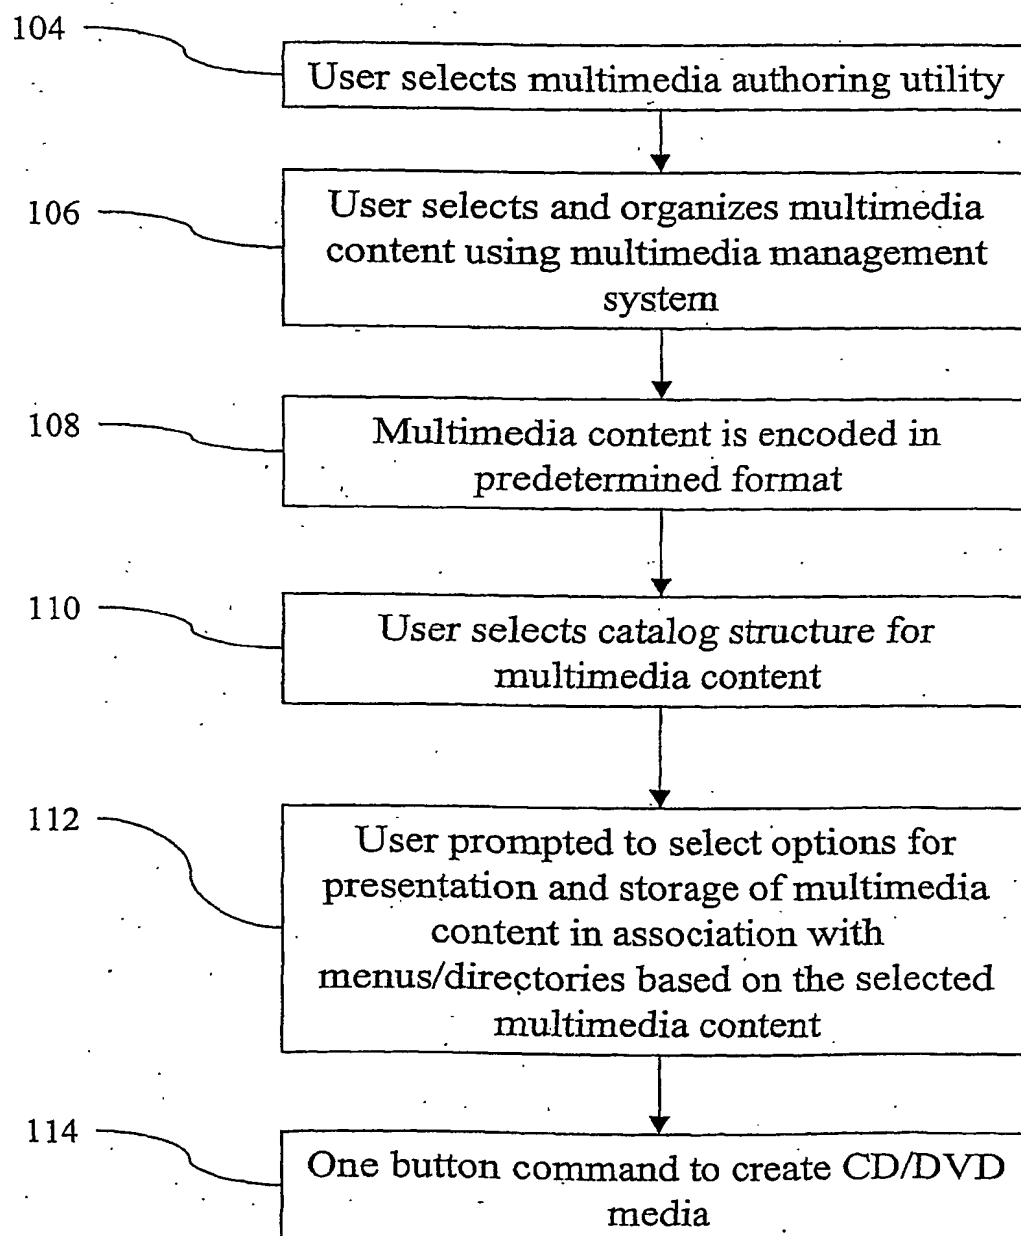 104
User selects multimedia authoring utility
106
User selects and organizes multimedia
content using multimedia management
system
108
Multimedia content is encoded in
predetermined format
110
User selects catalog structure for
multimedia content
112
User prompted to select options for
presentation and storage of multimedia
content in association with
menus/directories based on the selected
multimedia content
114
One button command to create CD/DVD
media